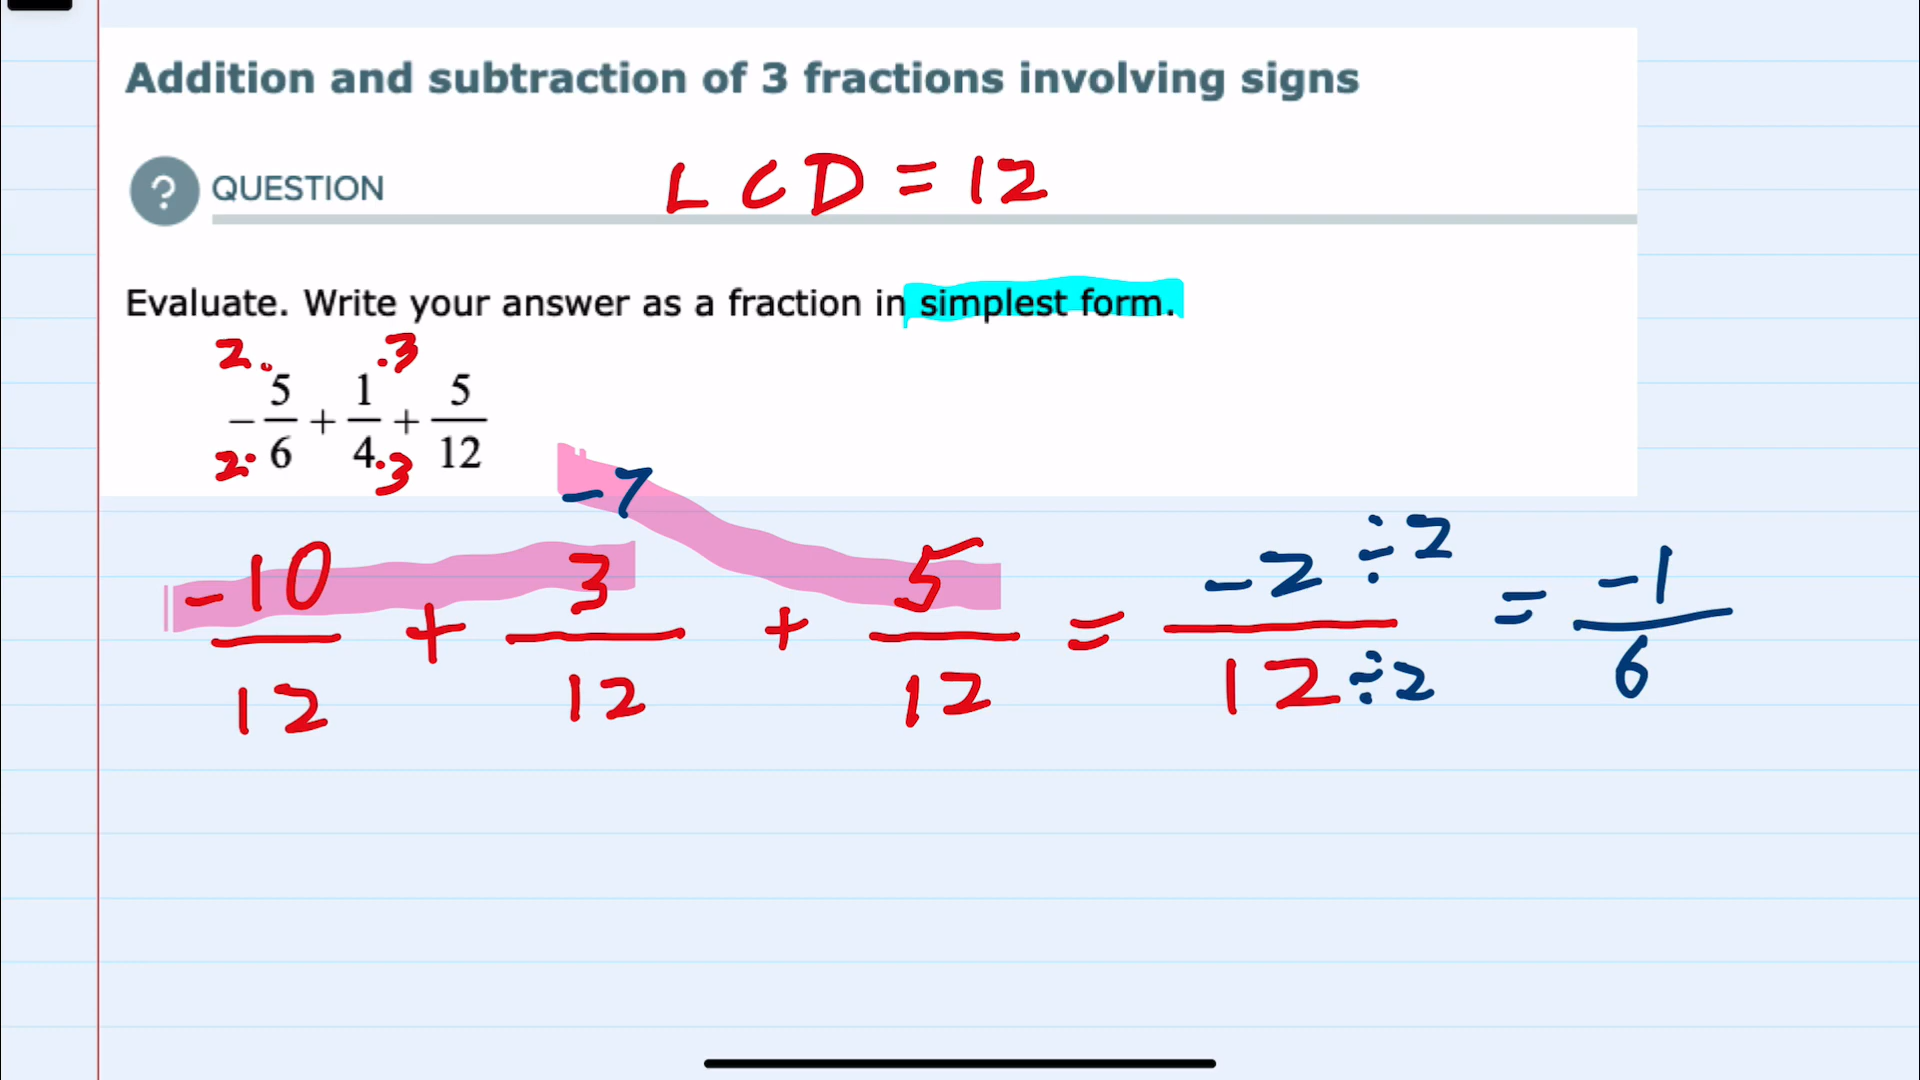 Addition and subtraction of 3 fractions involving signs
? QUESTION
L C D = 12
Evaluate. Write your answer as a fraction in simplest form.
2· ·3
5 1 5
- + +
2· 6 4 ·3 12
-7
-10 3 5 -2 ÷2 -1
+ + = =
12 12 12 12 ÷2 6